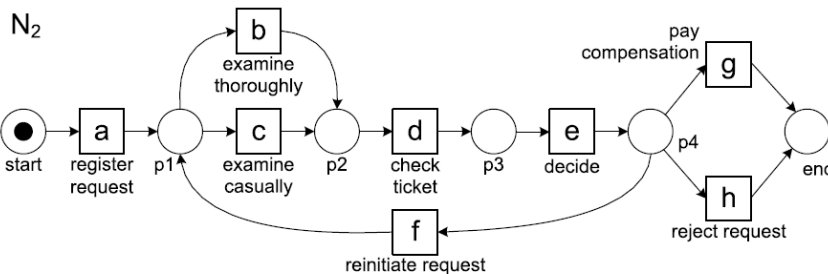 N2
b
examine
thoroughly
pay
compensation
g
start
a
register
request
p1
c
examine
casually
p2
d
check
ticket
p3
e
decide
p4
end
h
reject request
f
reinitiate request